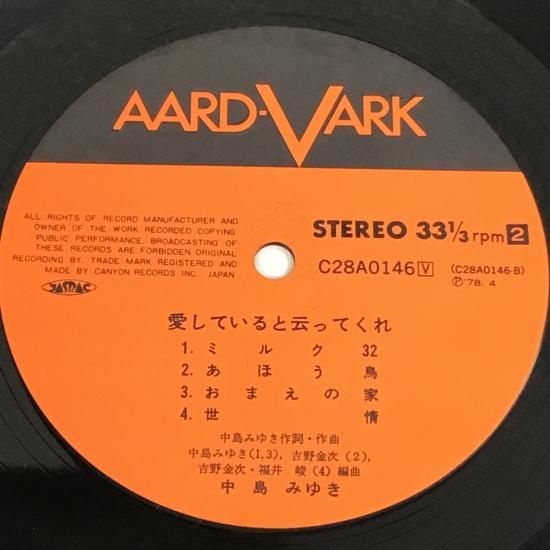 AARD-VARK
ALL RIGHTS OF RECORD MANUFACTURER AND
OWNER OF THE WORK RECORDED COPYING
PUBLIC PERFORMANCE, BROADCASTING OF
THESE RECORDS ARE FORBIDDEN ORIGINAL
RECORDING BY, TRADE MARK REGISTERED AND
MADE BY CANYON RECORDS INC. JAPAN
JASRAC
STEREO 33 1/3 rpm 2
C28A0146 V (C28A0146-B)
Ⓟ'78. 4
愛していると云ってくれ
1. ミルク 32
2. あほう鳥
3. おまえの家
4. 世情
中島みゆき作詞・作曲
中島みゆき(1,3), 吉野金次(2),
吉野金次・福井 崚(4)編曲
中島みゆき